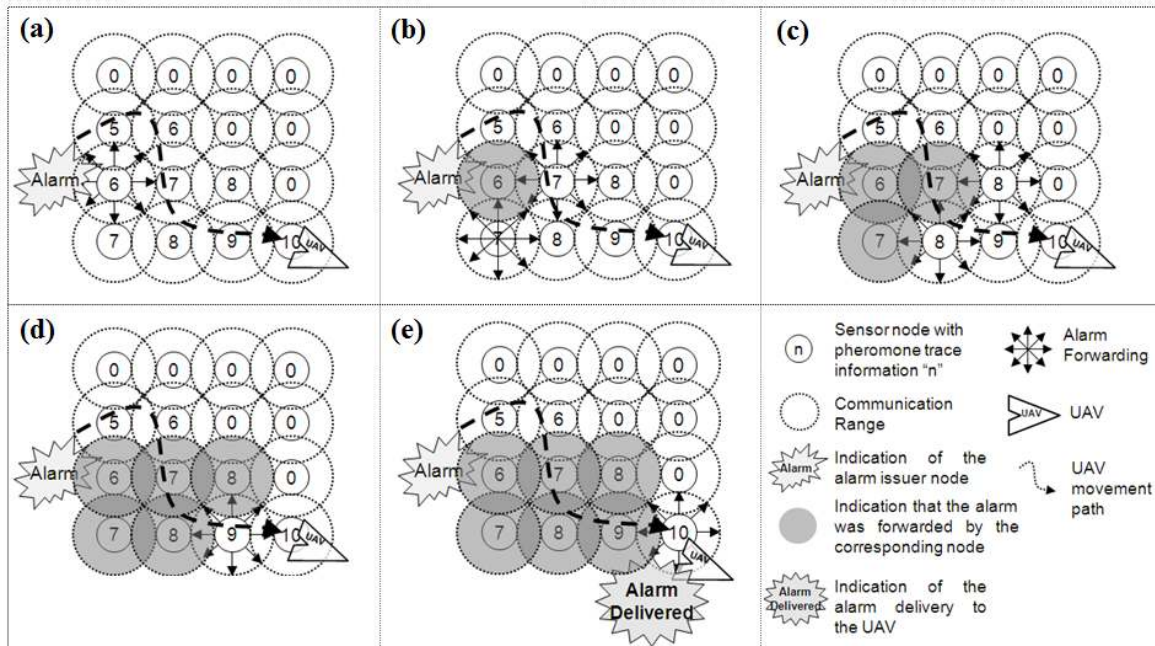 (a)
0 0 0 0
5 6 0 0
Alarm 6 7 8 0
7 8 9 10 UAV
(b)
0 0 0 0
5 6 0 0
Alarm 6 7 8 0
8 9 10 UAV
(c)
0 0 0 0
5 6 0 0
Alarm 6 7 8 0
7 8 9 10 UAV
(d)
0 0 0 0
5 6 0 0
Alarm 6 7 8 0
7 8 9 10 UAV
(e)
0 0 0 0
5 6 0 0
Alarm 6 7 8 0
7 8 9 10
UAV
Alarm
Delivered
n
Sensor node with
pheromone trace
information "n"
Communication
Range
Alarm
Indication of the
alarm issuer node
Indication that the alarm
was forwarded by the
corresponding node
Alarm
Delivered
Indication of the
alarm delivery to
the UAV
Alarm
Forwarding
UAV
UAV
UAV
movement
path